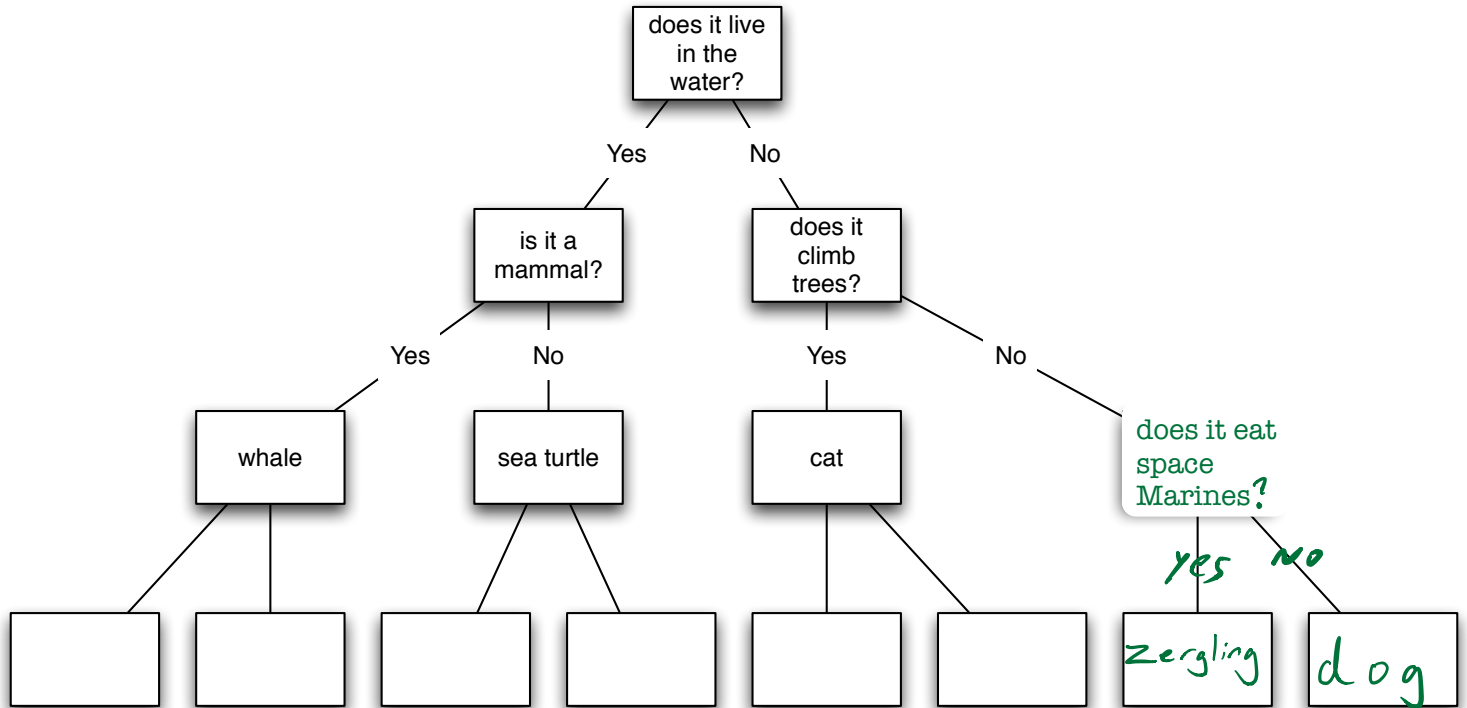 does it live
in the
water?
Yes
No
is it a
mammal?
does it
climb
trees?
Yes
No
Yes
No
whale
sea turtle
cat
does it eat
space
Marines?
yes
no
zergling
dog